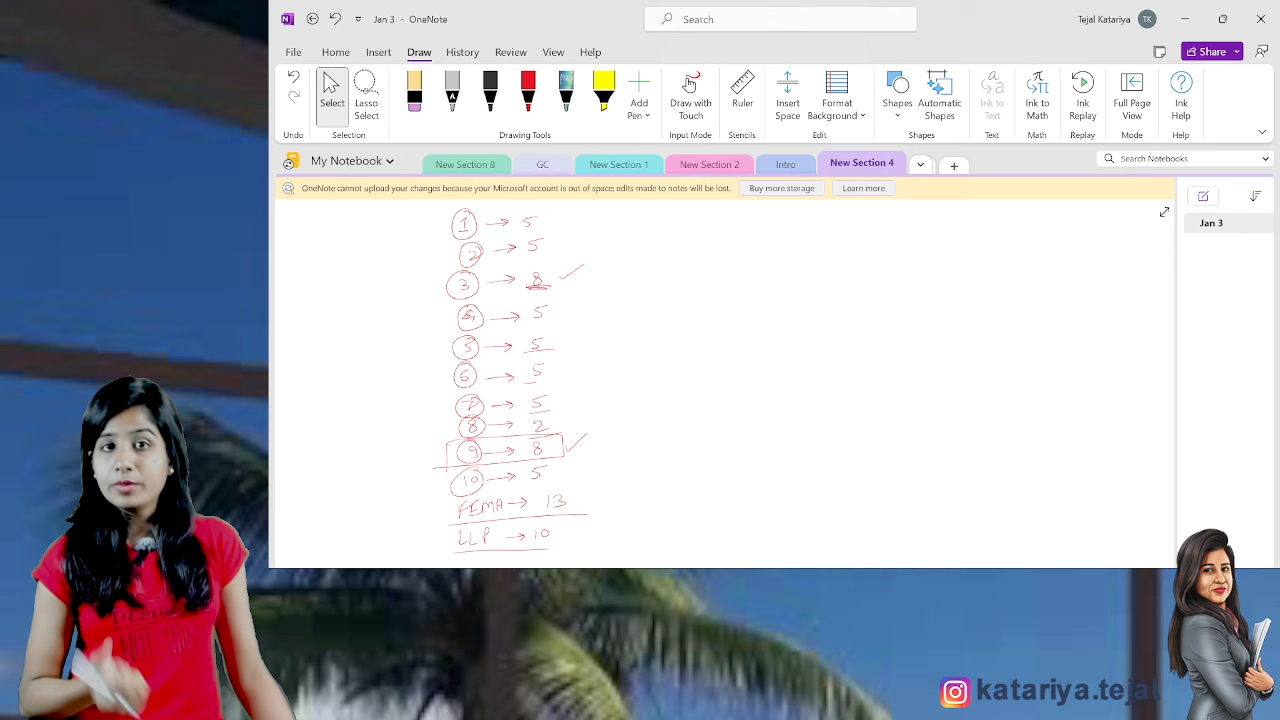 Jan 3 - OneNote
Search
Tejal Katariya TK
File Home Insert Draw History Review View Help
Share
Undo
Select
Lasso Select
Selection
Drawing Tools
Add Pen
Draw with Touch
Input Mode
Ruler
Stencils
Insert Space
Format Background
Edit
Shapes
Automatic Shapes
Shapes
Ink to Text
Text
Ink to Math
Math
Ink Replay
Replay
Full Page View
Mode
Ink Help
Help
My Notebook
New Section 8 GC New Section 1 New Section 2 Intro New Section 4 +
Search Notebooks
OneNote cannot upload your changes because your Microsoft account is out of space; edits made to notes will be lost. Buy more storage Learn more
Jan 3
1 → 5
2 → 5
3 → 8 ✓
4 → 5
5 → 5
6 → 5
7 → 5
8 → 2
9 → 8 ✓
10 → 5
FEMA → 13
LLP → 10
NOT
katariya.tejal